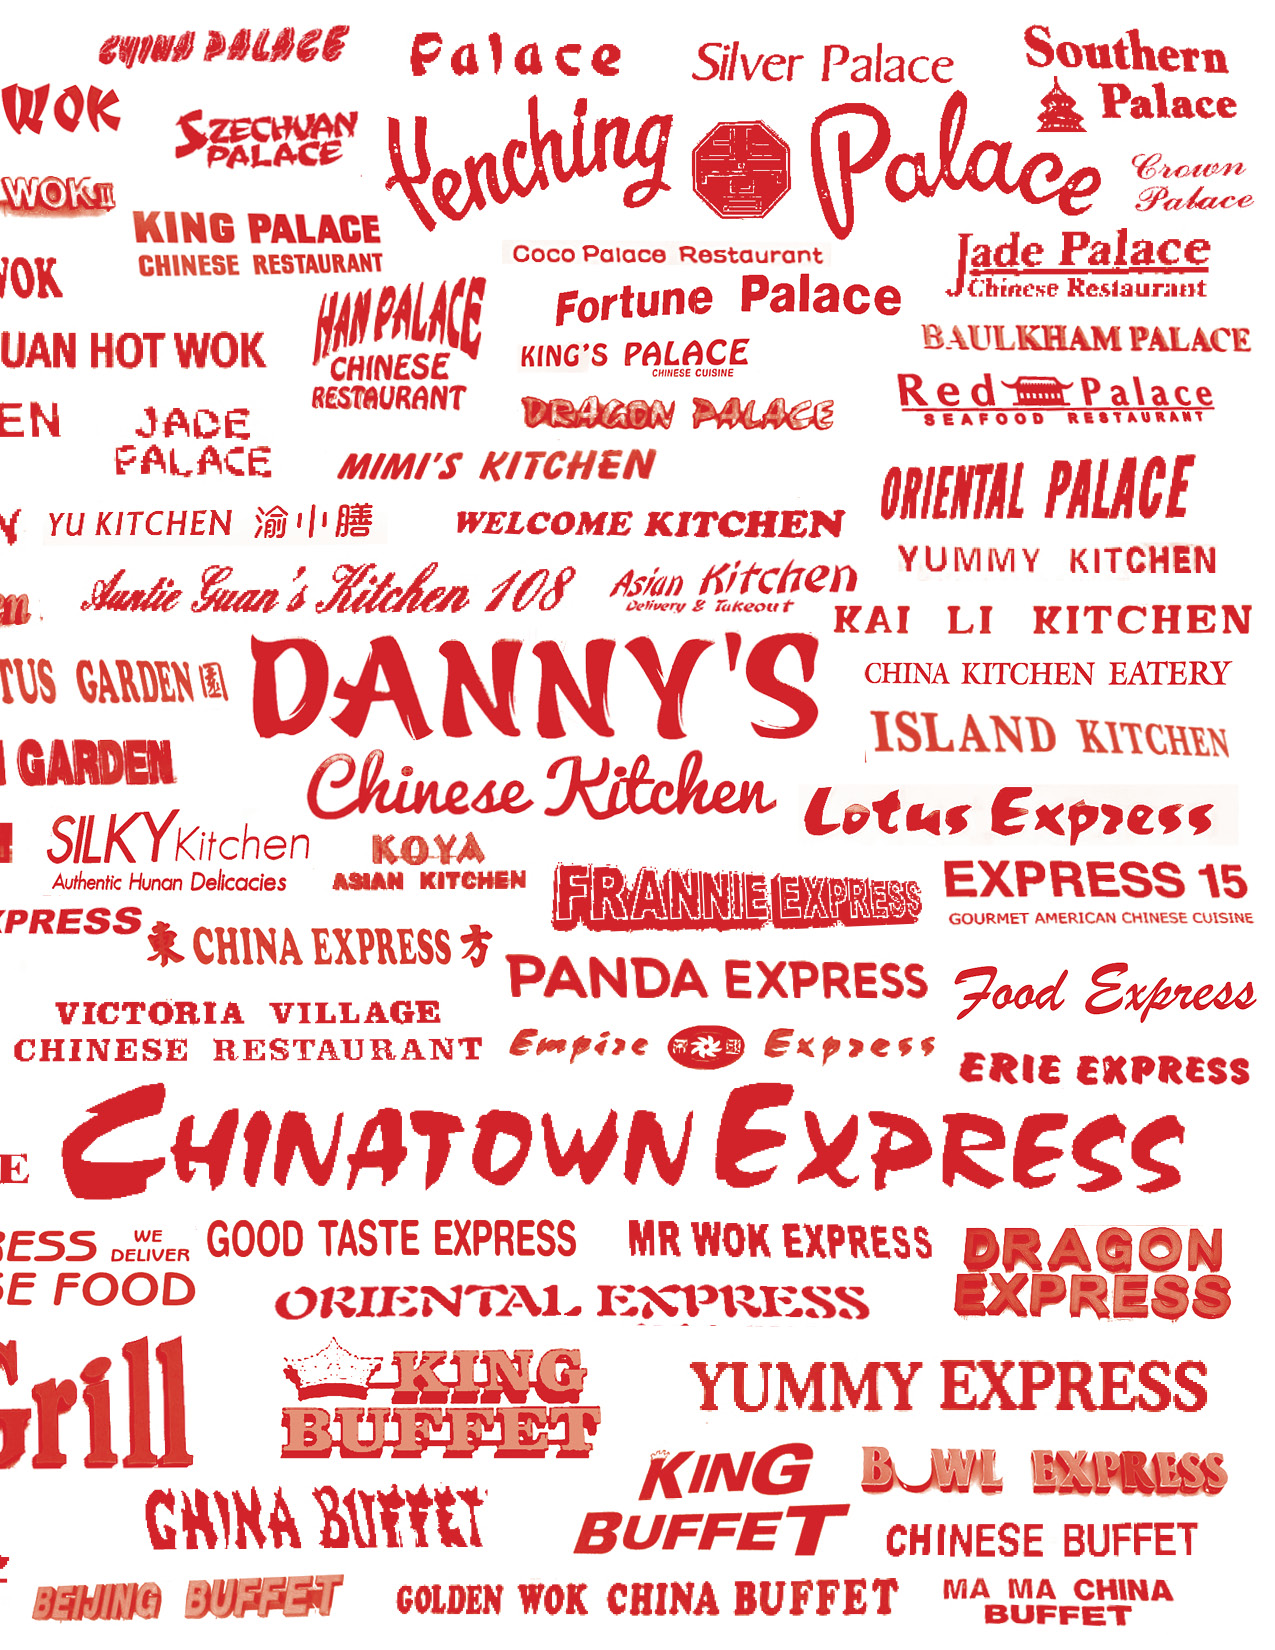 CHINA PALACE
Palace
Silver Palace
Southern
Palace
WOK
SZECHUAN
PALACE
Yenching Palace
Crown
Palace
WOK II
KING PALACE
CHINESE RESTAURANT
Coco Palace Restaurant
Jade Palace
Chinese Restaurant
WOK
HAN PALACE
CHINESE
RESTAURANT
Fortune Palace
UAN HOT WOK
KING'S PALACE
CHINESE CUISINE
BAULKHAM PALACE
Red Palace
SEAFOOD RESTAURANT
EN
JADE
PALACE
DRAGON PALACE
MIMI'S KITCHEN
ORIENTAL PALACE
N
YU KITCHEN 渝小膳
WELCOME KITCHEN
YUMMY KITCHEN
en
Auntie Guan's Kitchen 108
Asian Kitchen
Delivery & Takeout
KAI LI KITCHEN
TUS GARDEN 園
DANNY'S
Chinese Kitchen
CHINA KITCHEN EATERY
ISLAND KITCHEN
GARDEN
Lotus Express
SILKY Kitchen
Authentic Hunan Delicacies
KOYA
ASIAN KITCHEN
FRANNIE EXPRESS
EXPRESS 15
GOURMET AMERICAN CHINESE CUISINE
XPRESS
東 CHINA EXPRESS 方
PANDA EXPRESS
Food Express
VICTORIA VILLAGE
CHINESE RESTAURANT
Empire Express
ERIE EXPRESS
CHINATOWN EXPRESS
E
RESS WE
DELIVER
SE FOOD
GOOD TASTE EXPRESS
MR WOK EXPRESS
DRAGON
EXPRESS
ORIENTAL EXPRESS
Grill
KING
BUFFET
YUMMY EXPRESS
KING
BUFFET
BOWL EXPRESS
CHINA BUFFET
CHINESE BUFFET
BEIJING BUFFET
GOLDEN WOK CHINA BUFFET
MA MA CHINA
BUFFET